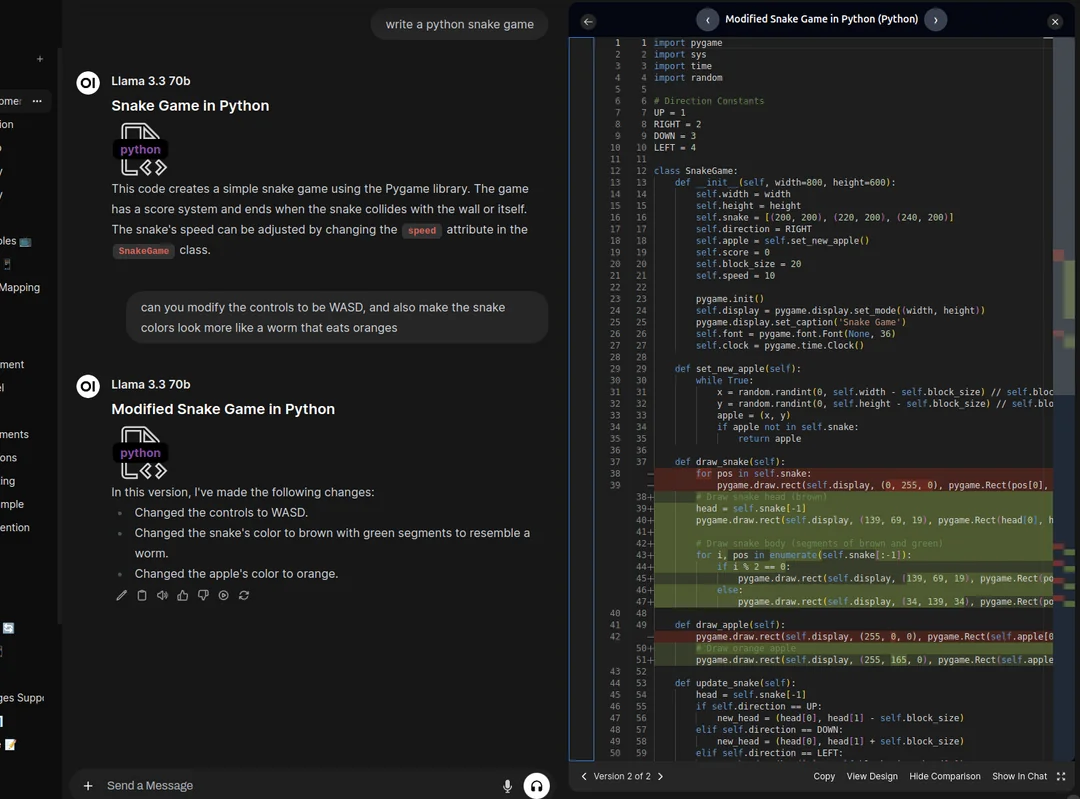 write a python snake game
Llama 3.3 70b
Snake Game in Python
python
This code creates a simple snake game using the Pygame library. The game
has a score system and ends when the snake collides with the wall or itself.
The snake's speed can be adjusted by changing the speed attribute in the
SnakeGame class.
can you modify the controls to be WASD, and also make the snake
colors look more like a worm that eats oranges
Llama 3.3 70b
Modified Snake Game in Python
python
In this version, I've made the following changes:
Changed the controls to WASD.
Changed the snake's color to brown with green segments to resemble a
worm.
Changed the apple's color to orange.
Send a Message
Mapping
Modified Snake Game in Python (Python)
1 1 import pygame
2 2 import sys
3 3 import time
4 4 import random
5 5
6 6 # Direction Constants
7 7 UP = 1
8 8 RIGHT = 2
9 9 DOWN = 3
10 10 LEFT = 4
11 11
12 12 class SnakeGame:
13 13 def __init__(self, width=800, height=600):
14 14 self.width = width
15 15 self.height = height
16 16 self.snake = [(200, 200), (220, 200), (240, 200)]
17 17 self.direction = RIGHT
18 18 self.apple = self.set_new_apple()
19 19 self.score = 0
20 20 self.block_size = 20
21 21 self.speed = 10
22 22
23 23 pygame.init()
24 24 self.display = pygame.display.set_mode((width, height))
25 25 pygame.display.set_caption('Snake Game')
26 26 self.font = pygame.font.Font(None, 36)
27 27 self.clock = pygame.time.Clock()
28 28
29 29 def set_new_apple(self):
30 30 while True:
31 31 x = random.randint(0, self.width - self.block_size) // self.bloc
32 32 y = random.randint(0, self.height - self.block_size) // self.blo
33 33 apple = (x, y)
34 34 if apple not in self.snake:
35 35 return apple
36 36
37 37 def draw_snake(self):
38 — for pos in self.snake:
39 — pygame.draw.rect(self.display, (0, 255, 0), pygame.Rect(pos[0],
38+ # Draw snake head (brown)
39+ head = self.snake[-1]
40+ pygame.draw.rect(self.display, (139, 69, 19), pygame.Rect(head[0], h
41+
42+ # Draw snake body (segments of brown and green)
43+ for i, pos in enumerate(self.snake[:-1]):
44+ if i % 2 == 0:
45+ pygame.draw.rect(self.display, (139, 69, 19), pygame.Rect(po
46+ else:
47+ pygame.draw.rect(self.display, (34, 139, 34), pygame.Rect(po
40 48
41 49 def draw_apple(self):
42 — pygame.draw.rect(self.display, (255, 0, 0), pygame.Rect(self.apple[0
50+ # Draw orange apple
51+ pygame.draw.rect(self.display, (255, 165, 0), pygame.Rect(self.apple
43 52
44 53 def update_snake(self):
45 54 head = self.snake[-1]
46 55 if self.direction == UP:
47 56 new_head = (head[0], head[1] - self.block_size)
48 57 elif self.direction == DOWN:
49 58 new_head = (head[0], head[1] + self.block_size)
50 59 elif self.direction == LEFT:
Version 2 of 2
Copy View Design Hide Comparison Show In Chat